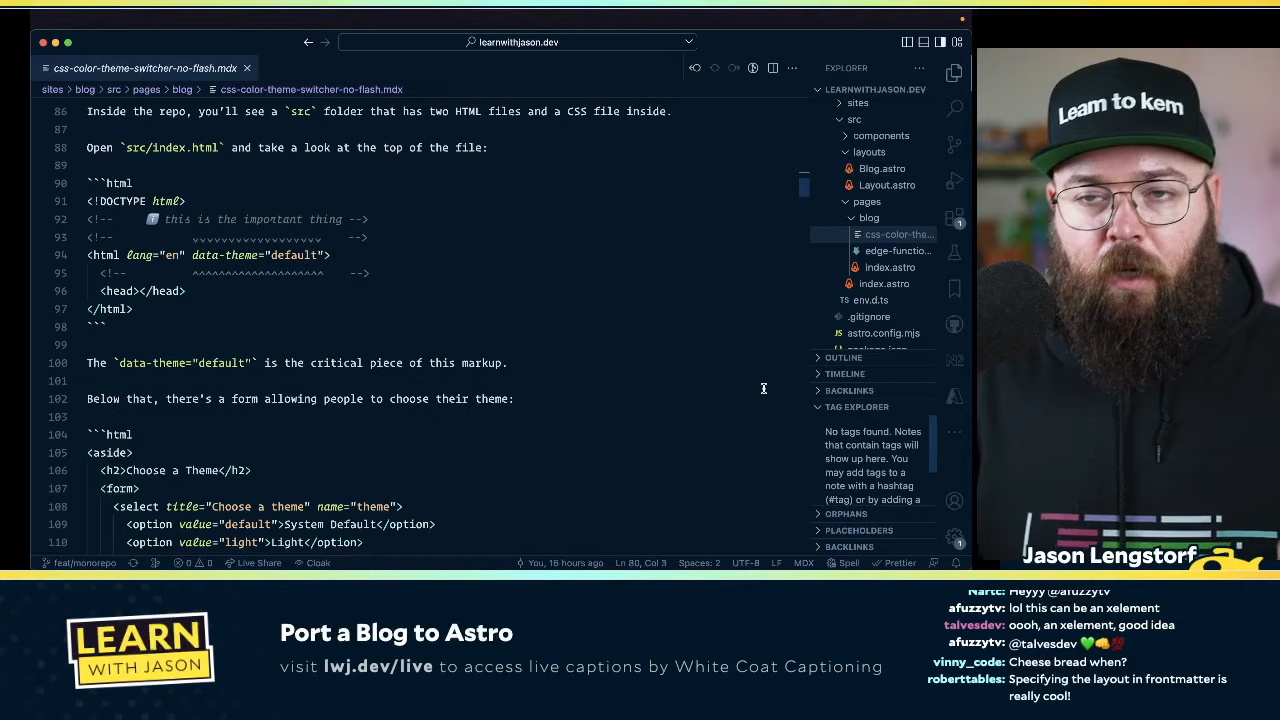 learnwithjason.dev
css-color-theme-switcher-no-flash.mdx
EXPLORER
sites > blog > src > pages > blog > css-color-theme-switcher-no-flash.mdx
86 Inside the repo, you'll see a `src` folder that has two HTML files and a CSS file inside.
87
88 Open `src/index.html` and take a look at the top of the file:
89
90 ```html
91 <!DOCTYPE html>
92 <!-- this is the important thing -->
93 <!-- vvvvvvvvvvvvvvvvvv -->
94 <html lang="en" data-theme="default">
95 <!-- ^^^^^^^^^^^^^^^^^^^^ -->
96 <head></head>
97 </html>
98 ```
99
100 The `data-theme="default"` is the critical piece of this markup.
101
102 Below that, there's a form allowing people to choose their theme:
103
104 ```html
105 <aside>
106 <h2>Choose a Theme</h2>
107 <form>
108 <select title="Choose a theme" name="theme">
109 <option value="default">System Default</option>
110 <option value="light">Light</option>
LEARNWITHJASON.DEV
sites
src
components
layouts
Blog.astro
Layout.astro
pages
blog
css-color-the...
edge-functio...
index.astro
index.astro
TS env.d.ts
.gitignore
astro.config.mjs
OUTLINE
TIMELINE
BACKLINKS
TAG EXPLORER
No tags found. Notes
that contain tags will
show up here. You
may add tags to a
note with a hashtag
(#tag) or by adding a
ORPHANS
PLACEHOLDERS
BACKLINKS
1
1
feat/monorepo 0 0 Live Share Cloak You, 16 hours ago Ln 80, Col 3 Spaces: 2 UTF-8 LF MDX Spell Prettier
Learn to kem
Jason Lengstorf
LEARN
WITH JASON
Port a Blog to Astro
visit lwj.dev/live to access live captions by White Coat Captioning
Nartc: Heyyy @afuzzytv
afuzzytv: lol this can be an xelement
talvesdev: oooh, an xelement, good idea
afuzzytv: @talvesdev 💚👊💯
vinny_code: Cheese bread when?
roberttables: Specifying the layout in frontmatter is
really cool!